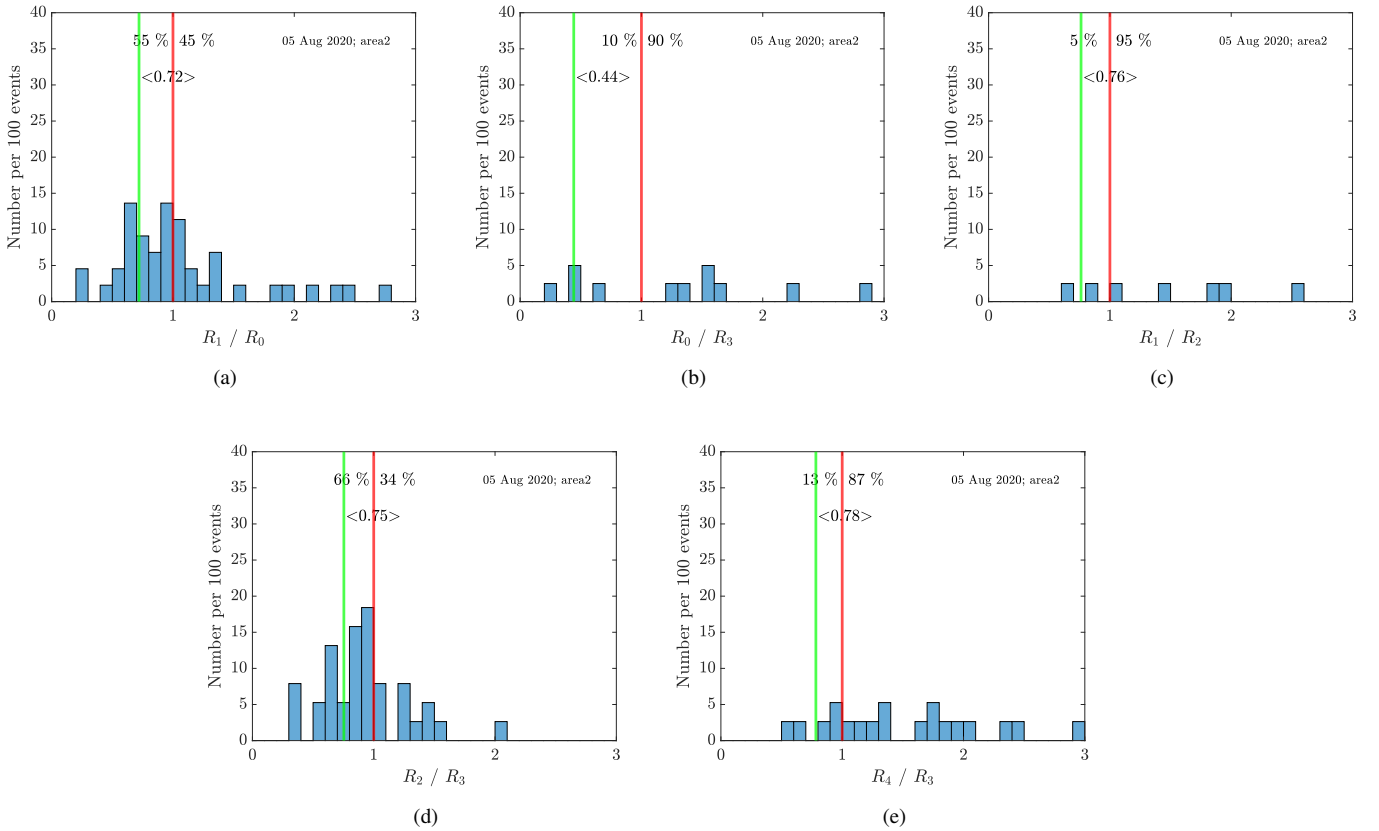 40
35
30
25
20
15
10
5
0
Number per 100 events
55 % 45 %
05 Aug 2020; area2
<0.72>
0 1 2 3
R₁ / R₀
(a)
40
35
30
25
20
15
10
5
0
Number per 100 events
10 % 90 %
05 Aug 2020; area2
<0.44>
0 1 2 3
R₀ / R₃
(b)
40
35
30
25
20
15
10
5
0
Number per 100 events
5 % 95 %
05 Aug 2020; area2
<0.76>
0 1 2 3
R₁ / R₂
(c)
40
35
30
25
20
15
10
5
0
Number per 100 events
66 % 34 %
05 Aug 2020; area2
<0.75>
0 1 2 3
R₂ / R₃
(d)
40
35
30
25
20
15
10
5
0
Number per 100 events
13 % 87 %
05 Aug 2020; area2
<0.78>
0 1 2 3
R₄ / R₃
(e)